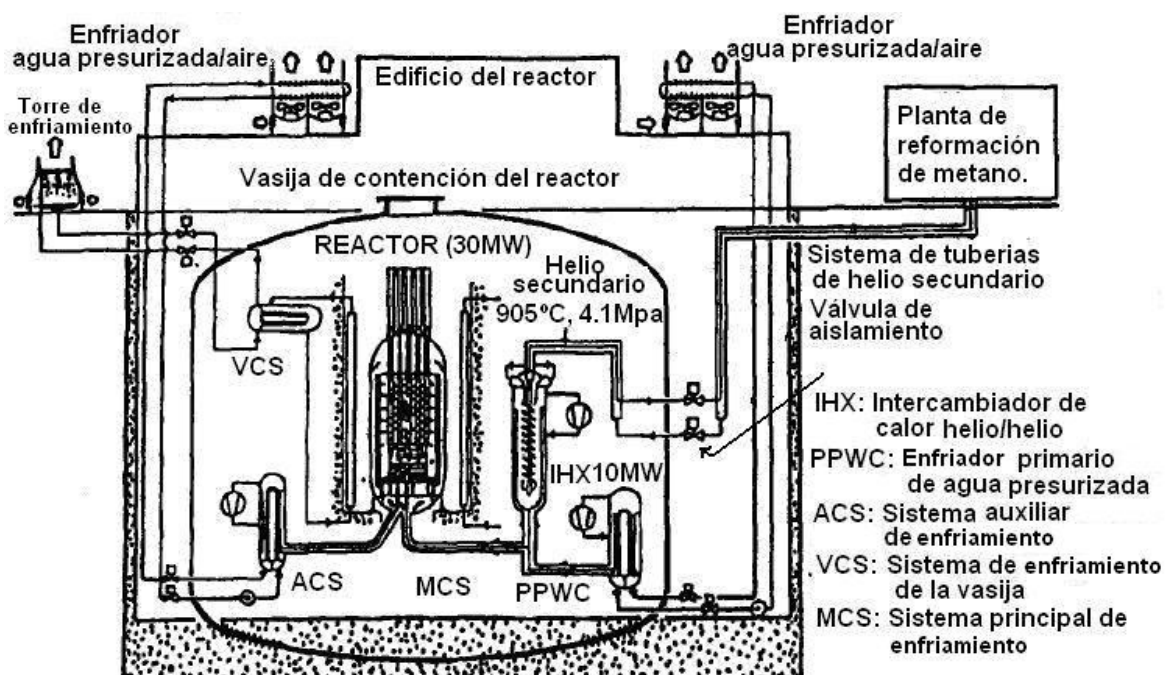 Enfriador
agua presurizada/aire
Enfriador
agua presurizada/aire
Edificio del reactor
Torre de
enfriamiento
Planta de
reformación
de metano.
Vasija de contención del reactor
REACTOR (30MW)
Helio
secundario
905ºC, 4.1Mpa
Sistema de tuberias
de helio secundario
Válvula de
aislamiento
VCS
IHX 10MW
ACS
MCS
PPWC
IHX: Intercambiador de
calor helio/helio
PPWC: Enfriador primario
de agua presurizada
ACS: Sistema auxiliar
de enfriamiento
VCS: Sistema de enfriamiento
de la vasija
MCS: Sistema principal de
enfriamiento